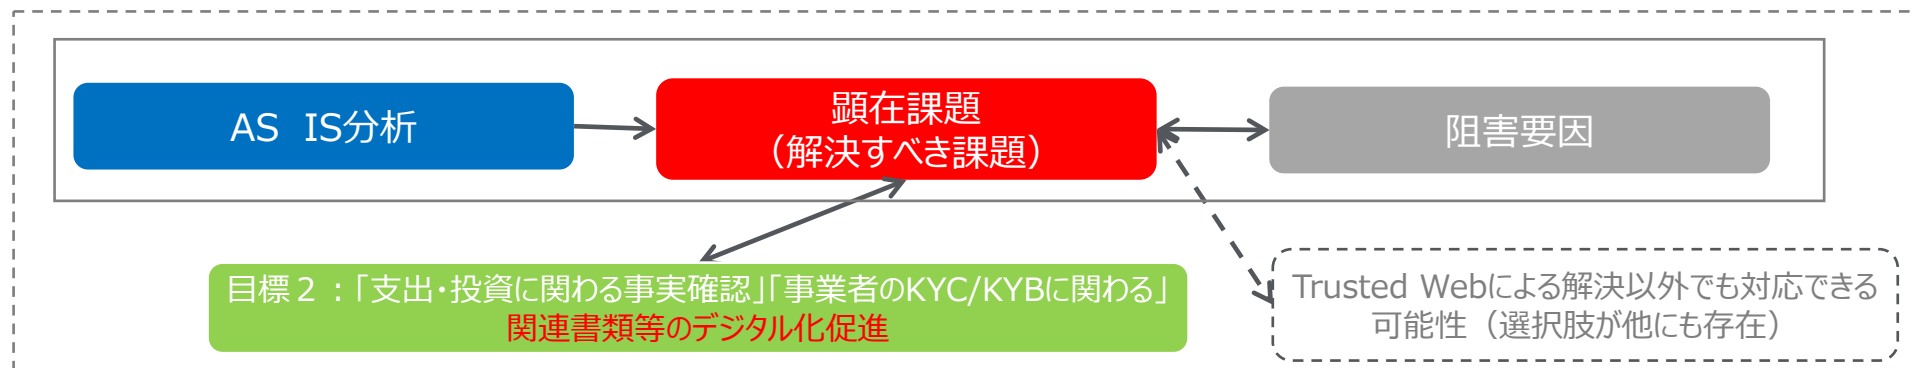 AS IS分析
顕在課題
（解決すべき課題）
阻害要因
目標２：「支出・投資に関わる事実確認」「事業者のKYC/KYBに関わる」
関連書類等のデジタル化促進
Trusted Webによる解決以外でも対応できる
可能性（選択肢が他にも存在）